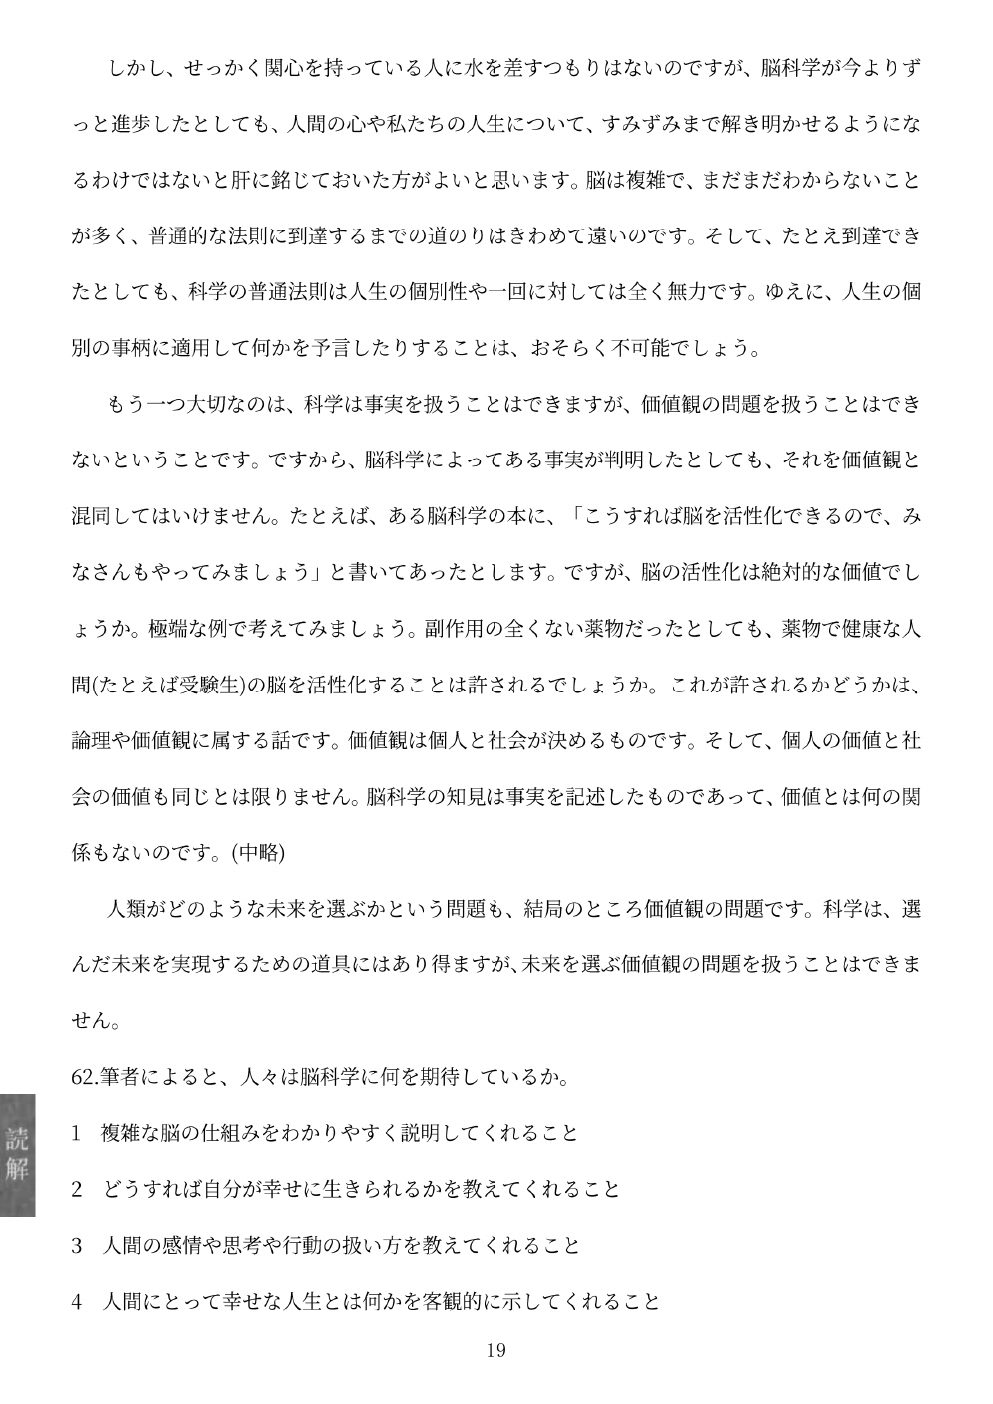 しかし、せっかく関心を持っている人に水を差すつもりはないのですが、脳科学が今よりず
っと進歩したとしても、人間の心や私たちの人生について、すみずみまで解き明かせるようにな
るわけではないと肝に銘じておいた方がよいと思います。脳は複雑で、まだまだわからないこと
が多く、普通的な法則に到達するまでの道のりはきわめて遠いのです。そして、たとえ到達でき
たとしても、科学の普通法則は人生の個別性や一回に対しては全く無力です。ゆえに、人生の個
別の事柄に適用して何かを予言したりすることは、おそらく不可能でしょう。
もう一つ大切なのは、科学は事実を扱うことはできますが、価値観の問題を扱うことはでき
ないということです。ですから、脳科学によってある事実が判明したとしても、それを価値観と
混同してはいけません。たとえば、ある脳科学の本に、「こうすれば脳を活性化できるので、み
なさんもやってみましょう」と書いてあったとします。ですが、脳の活性化は絶対的な価値でし
ょうか。極端な例で考えてみましょう。副作用の全くない薬物だったとしても、薬物で健康な人
間(たとえば受験生)の脳を活性化することは許されるでしょうか。これが許されるかどうかは、
論理や価値観に属する話です。価値観は個人と社会が決めるものです。そして、個人の価値と社
会の価値も同じとは限りません。脳科学の知見は事実を記述したものであって、価値とは何の関
係もないのです。(中略)
人類がどのような未来を選ぶかという問題も、結局のところ価値観の問題です。科学は、選
んだ未来を実現するための道具にはあり得ますが、未来を選ぶ価値観の問題を扱うことはできま
せん。
62.筆者によると、人々は脳科学に何を期待しているか。
1 複雑な脳の仕組みをわかりやすく説明してくれること
2 どうすれば自分が幸せに生きられるかを教えてくれること
3 人間の感情や思考や行動の扱い方を教えてくれること
4 人間にとって幸せな人生とは何かを客観的に示してくれること
読解
19